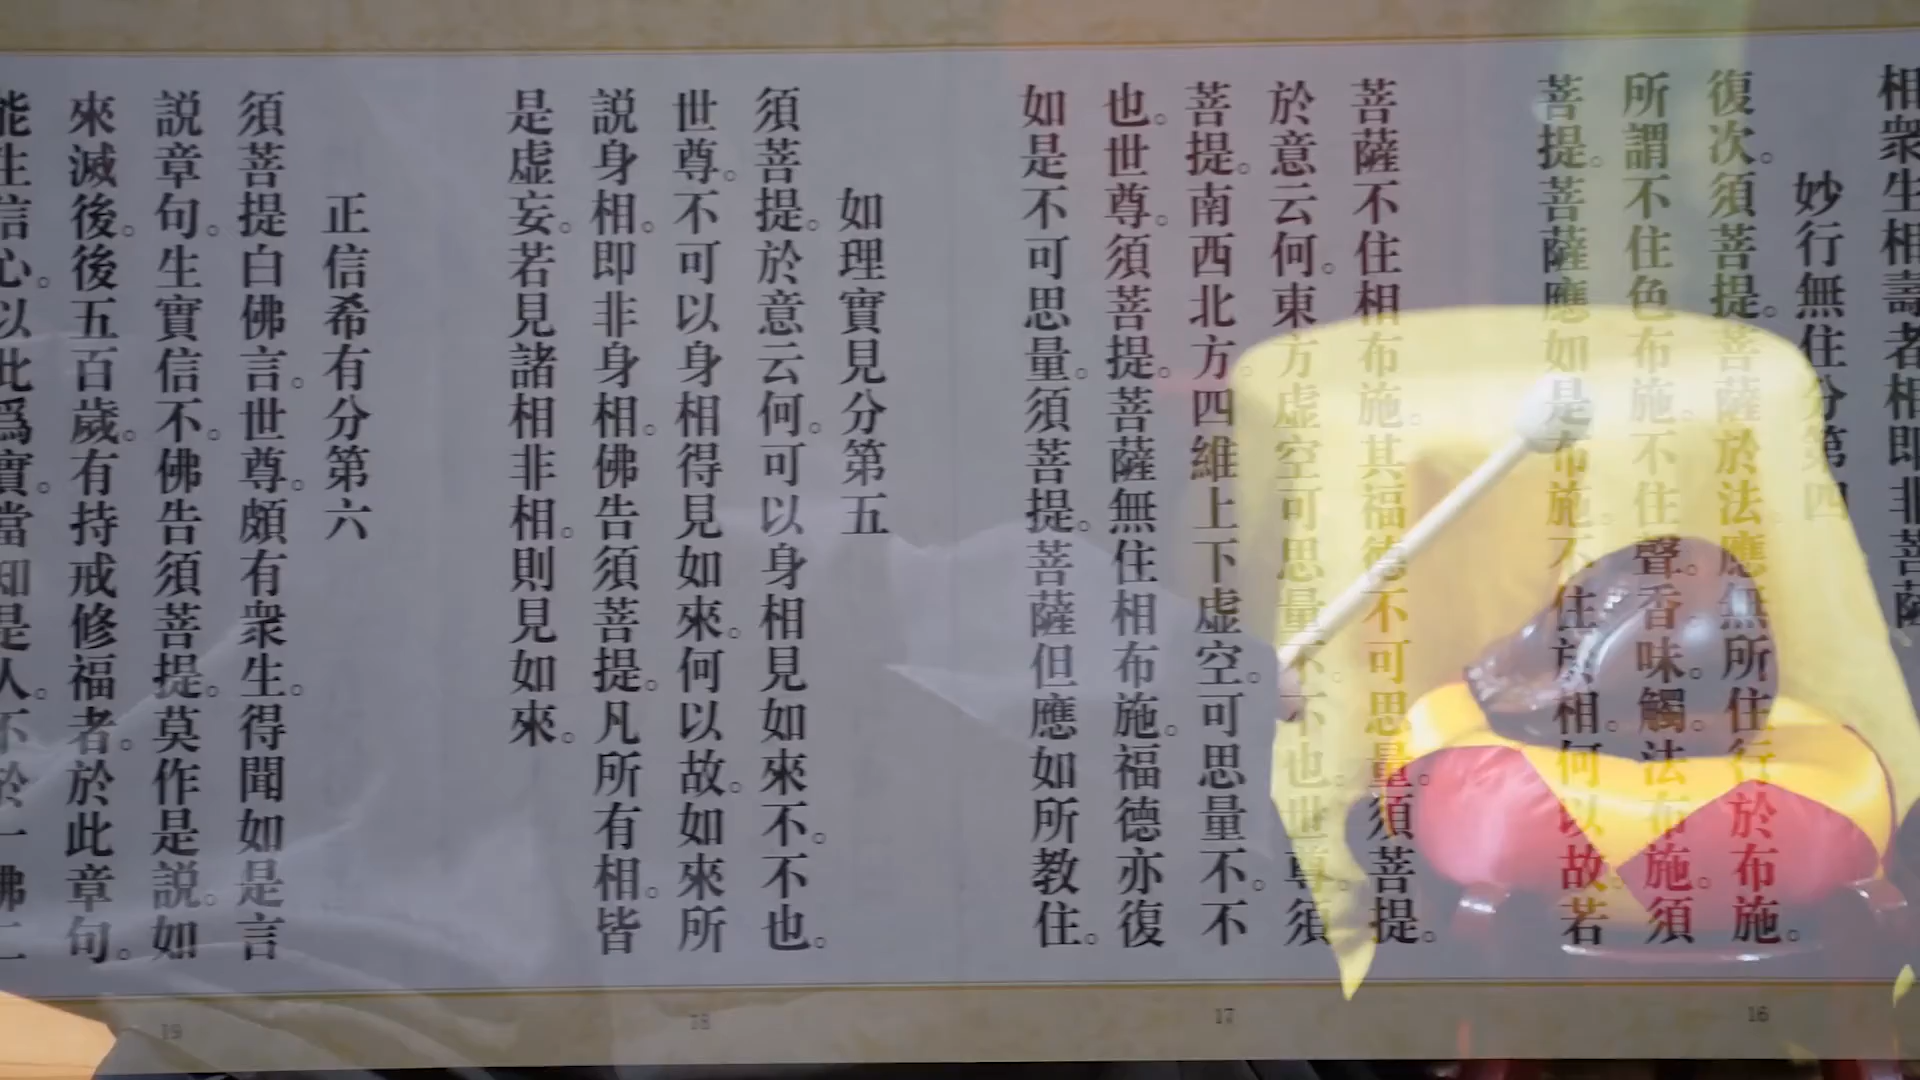 相衆生相壽者相即非菩薩
妙行無住分第四
復次。須菩提。菩薩於法應無所住行於布施。
所謂不住色布施。不住聲。香味。觸。法布施。須
菩提。菩薩應如是布施。不住於相。何以故。若
菩薩不住相布施。其福德不可思量。須菩提。
於意云何。東方虚空可思量不。不也。世尊。須
菩提。南西北方。四維上下虚空。可思量不。不
也。世尊。須菩提。菩薩無住相布施。福德亦復
如是不可思量。須菩提。菩薩但應如所教住。
如理實見分第五
須菩提。於意云何。可以身相見如來不。不也。
世尊。不可以身相得見如來。何以故。如來所
説身相。即非身相。佛告須菩提。凡所有相。皆
是虚妄。若見諸相非相。則見如來。
正信希有分第六
須菩提白佛言。世尊。頗有衆生。得聞如是言
説章句。生實信不。佛告須菩提。莫作是説。如
來滅後。後五百歲。有持戒修福者。於此章句。
能生信心。以此爲實。當知是人。不於一佛二
16
17
18
19